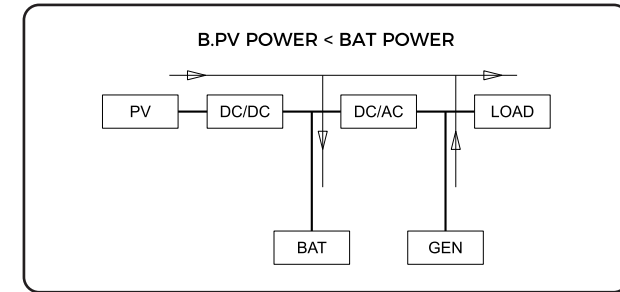 B.PV POWER < BAT POWER
PV DC/DC DC/AC LOAD
BAT GEN